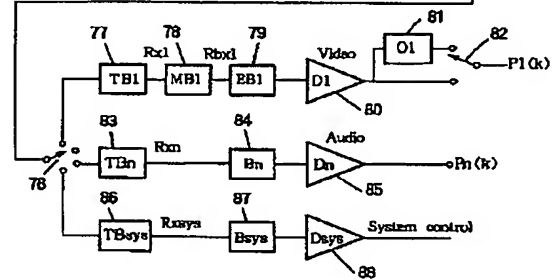 81
77 Rx1 78 Rbx1 79 Video O1 82
TB1 MB1 BB1 D1 P1(k)
80
83 84 Audio
Rxn
TBn Bn Dn Pn(k)
78 85
86 87 System control
Rxsys
TBsys Bsys Dsys
88